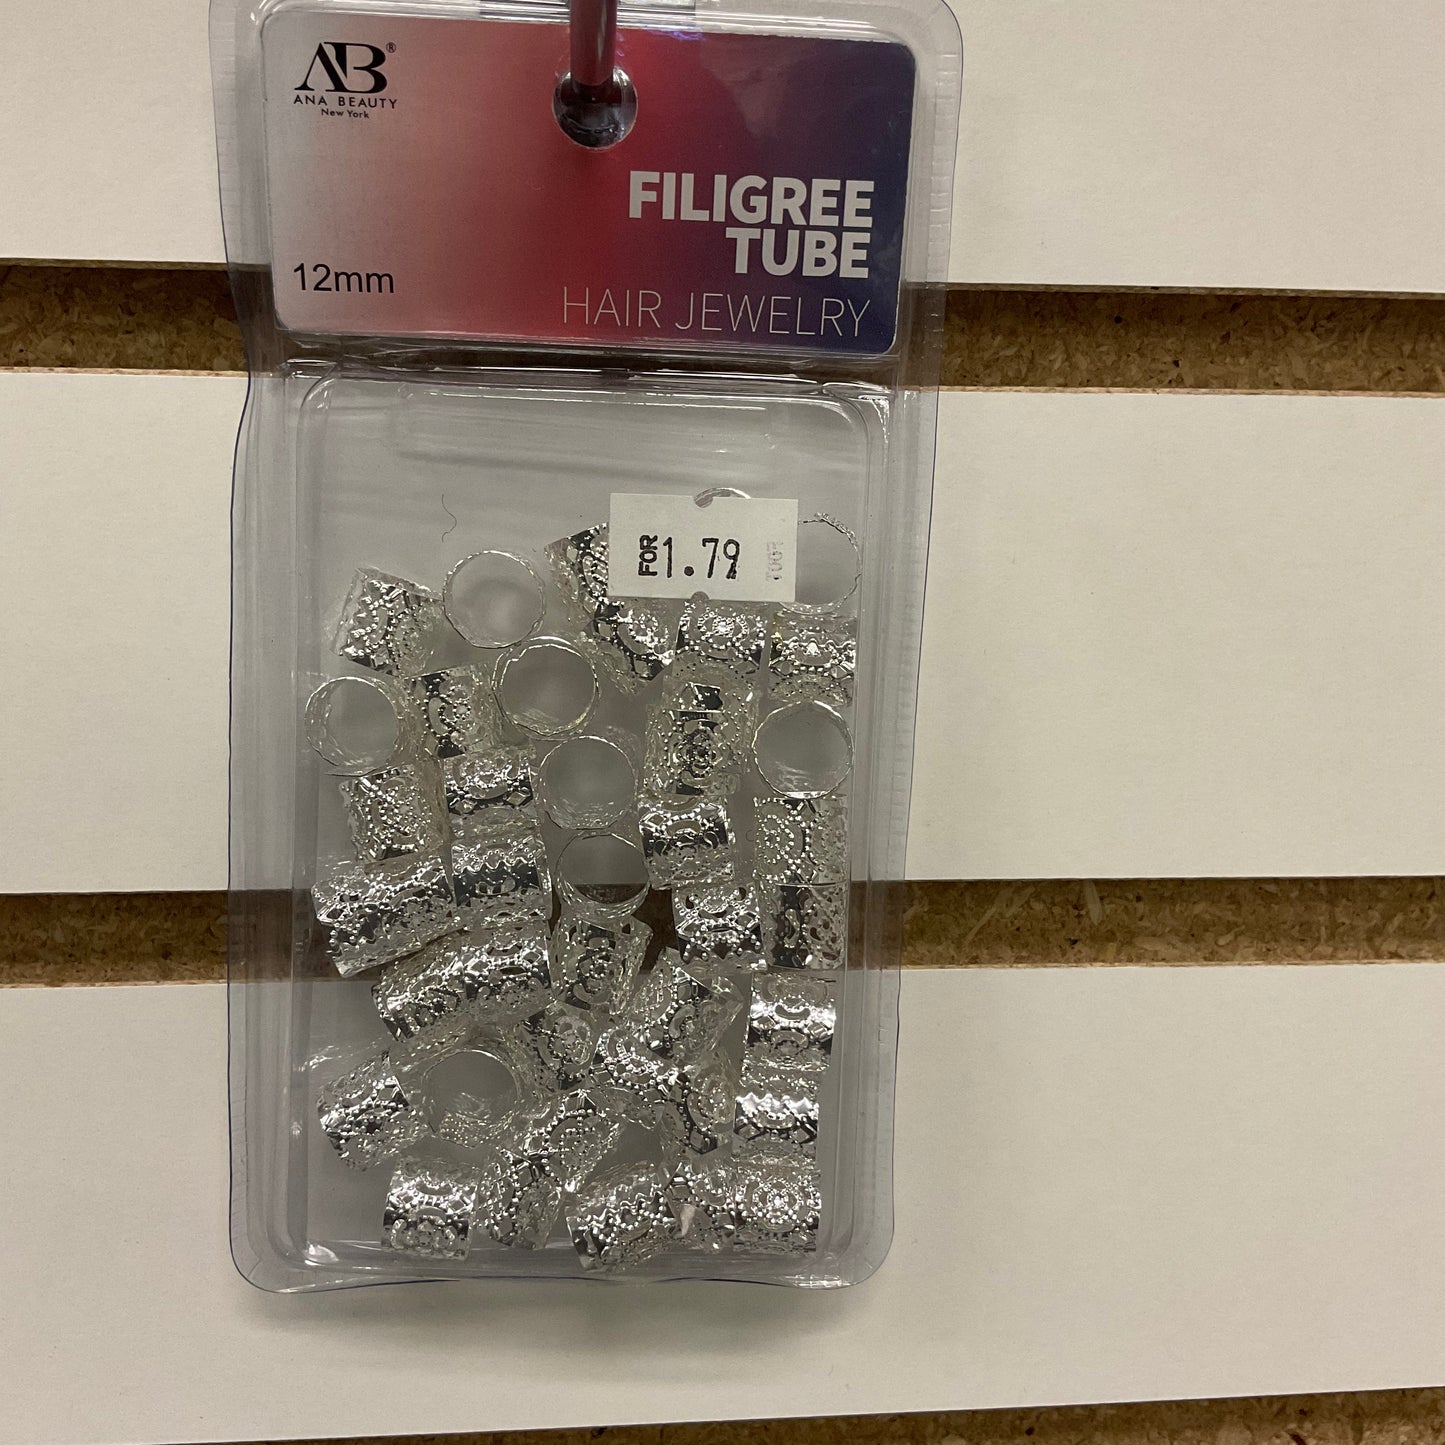 AB®
ANA BEAUTY
New York
FILIGREE
TUBE
12mm
HAIR JEWELRY
FOR 1.79